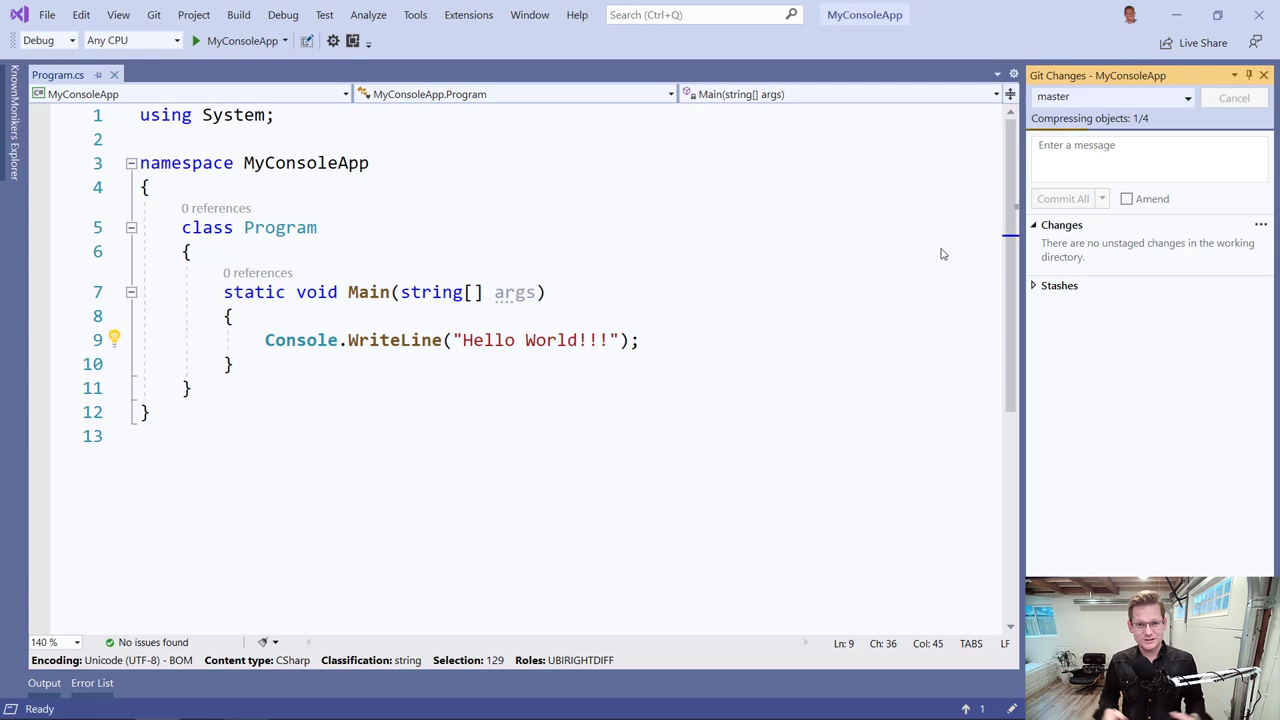 File Edit View Git Project Build Debug Test Analyze Tools Extensions Window Help Search (Ctrl+Q) MyConsoleApp
Debug Any CPU MyConsoleApp Live Share
Program.cs
MyConsoleApp MyConsoleApp.Program Main(string[] args)
KnownMonikers Explorer
1 using System;
2
3 namespace MyConsoleApp
4 {
0 references
5 class Program
6 {
0 references
7 static void Main(string[] args)
8 {
9 Console.WriteLine("Hello World!!!");
10 }
11 }
12 }
13
Git Changes - MyConsoleApp
master Cancel
Compressing objects: 1/4
Enter a message
Commit All Amend
Changes
There are no unstaged changes in the working
directory.
Stashes
140 % No issues found Ln: 9 Ch: 36 Col: 45 TABS LF
Encoding: Unicode (UTF-8) - BOM Content type: CSharp Classification: string Selection: 129 Roles: UBIRIGHTDIFF
Output Error List
Ready 1